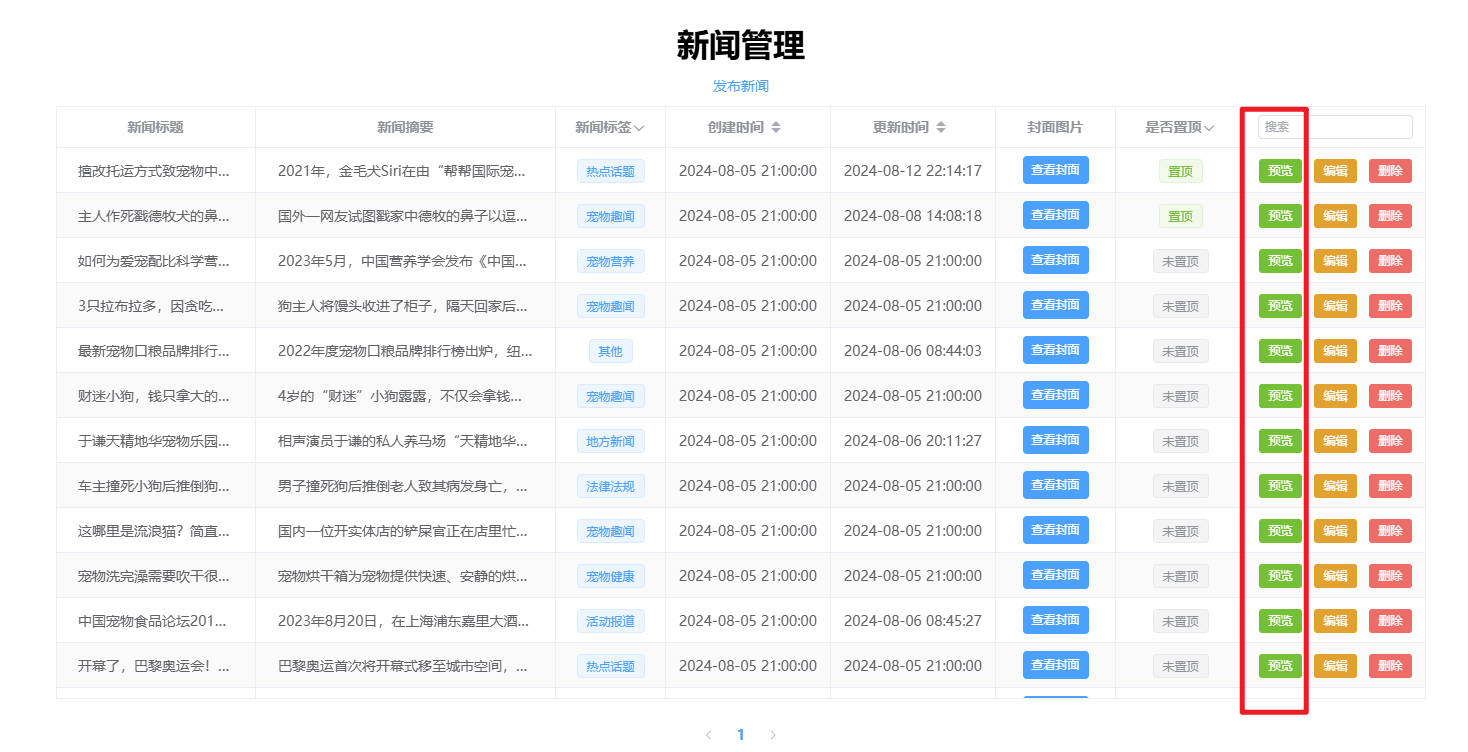 新闻管理
发布新闻
新闻标题 新闻摘要 新闻标签 创建时间 更新时间 封面图片 是否置顶 搜索
搞改托运方式致宠物中... 2021年，金毛犬Siri在由“帮帮国际宠... 热点话题 2024-08-05 21:00:00 2024-08-12 22:14:17 查看封面 置顶 预览 编辑 删除
主人作死戳德牧犬的鼻... 国外一网友试图戳家中德牧的鼻子以逗... 宠物趣闻 2024-08-05 21:00:00 2024-08-08 14:08:18 查看封面 置顶 预览 编辑 删除
如何为爱宠配比科学营... 2023年5月，中国营养学会发布《中国... 宠物营养 2024-08-05 21:00:00 2024-08-05 21:00:00 查看封面 未置顶 预览 编辑 删除
3只拉布拉多，因贪吃... 狗主人将馒头收进了柜子，隔天回家后... 宠物趣闻 2024-08-05 21:00:00 2024-08-05 21:00:00 查看封面 未置顶 预览 编辑 删除
最新宠物口粮品牌排行... 2022年度宠物口粮品牌排行榜出炉，纽... 其他 2024-08-05 21:00:00 2024-08-06 08:44:03 查看封面 未置顶 预览 编辑 删除
财迷小狗，钱只拿大的... 4岁的“财迷”小狗露露，不仅会拿钱... 宠物趣闻 2024-08-05 21:00:00 2024-08-05 21:00:00 查看封面 未置顶 预览 编辑 删除
于谦天精地华宠物乐园... 相声演员于谦的私人养马场“天精地华... 地方新闻 2024-08-05 21:00:00 2024-08-06 20:11:27 查看封面 未置顶 预览 编辑 删除
车主撞死小狗后推倒狗... 男子撞死狗后推倒老人致其病发身亡，... 法律法规 2024-08-05 21:00:00 2024-08-05 21:00:00 查看封面 未置顶 预览 编辑 删除
这哪里是流浪猫？简直... 国内一位开实体店的铲屎官正在店里忙... 宠物趣闻 2024-08-05 21:00:00 2024-08-05 21:00:00 查看封面 未置顶 预览 编辑 删除
宠物洗完澡需要吹干很... 宠物烘干箱为宠物提供快速、安静的烘... 宠物健康 2024-08-05 21:00:00 2024-08-05 21:00:00 查看封面 未置顶 预览 编辑 删除
中国宠物食品论坛201... 2023年8月20日，在上海浦东嘉里大酒... 活动报道 2024-08-05 21:00:00 2024-08-06 08:45:27 查看封面 未置顶 预览 编辑 删除
开幕了，巴黎奥运会！... 巴黎奥运首次将开幕式移至城市空间，... 热点话题 2024-08-05 21:00:00 2024-08-05 21:00:00 查看封面 未置顶 预览 编辑 删除
1